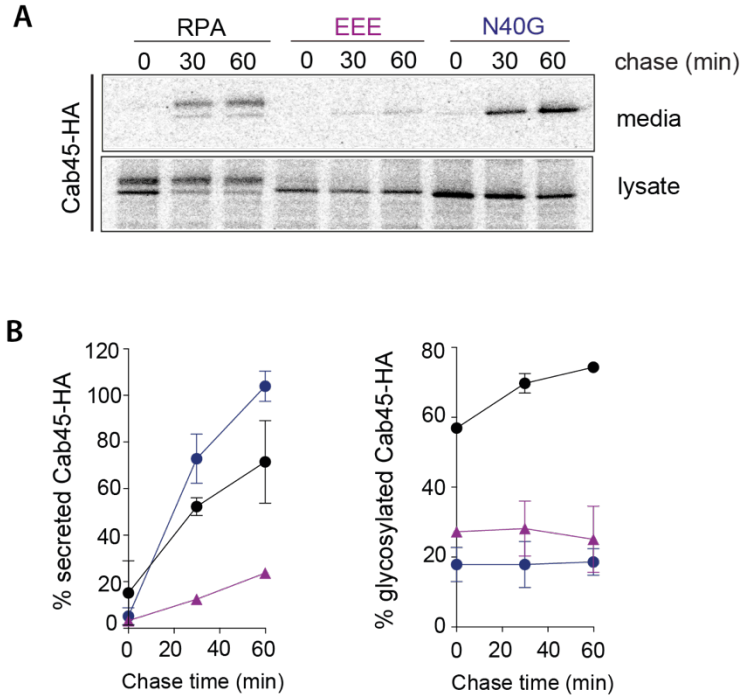 A
RPA EEE N40G
0 30 60 0 30 60 0 30 60 chase (min)
Cab45-HA
media
lysate
B
% secreted Cab45-HA
120
100
80
60
40
20
0
0 20 40 60
Chase time (min)
% glycosylated Cab45-HA
80
60
40
20
0
0 20 40 60
Chase time (min)